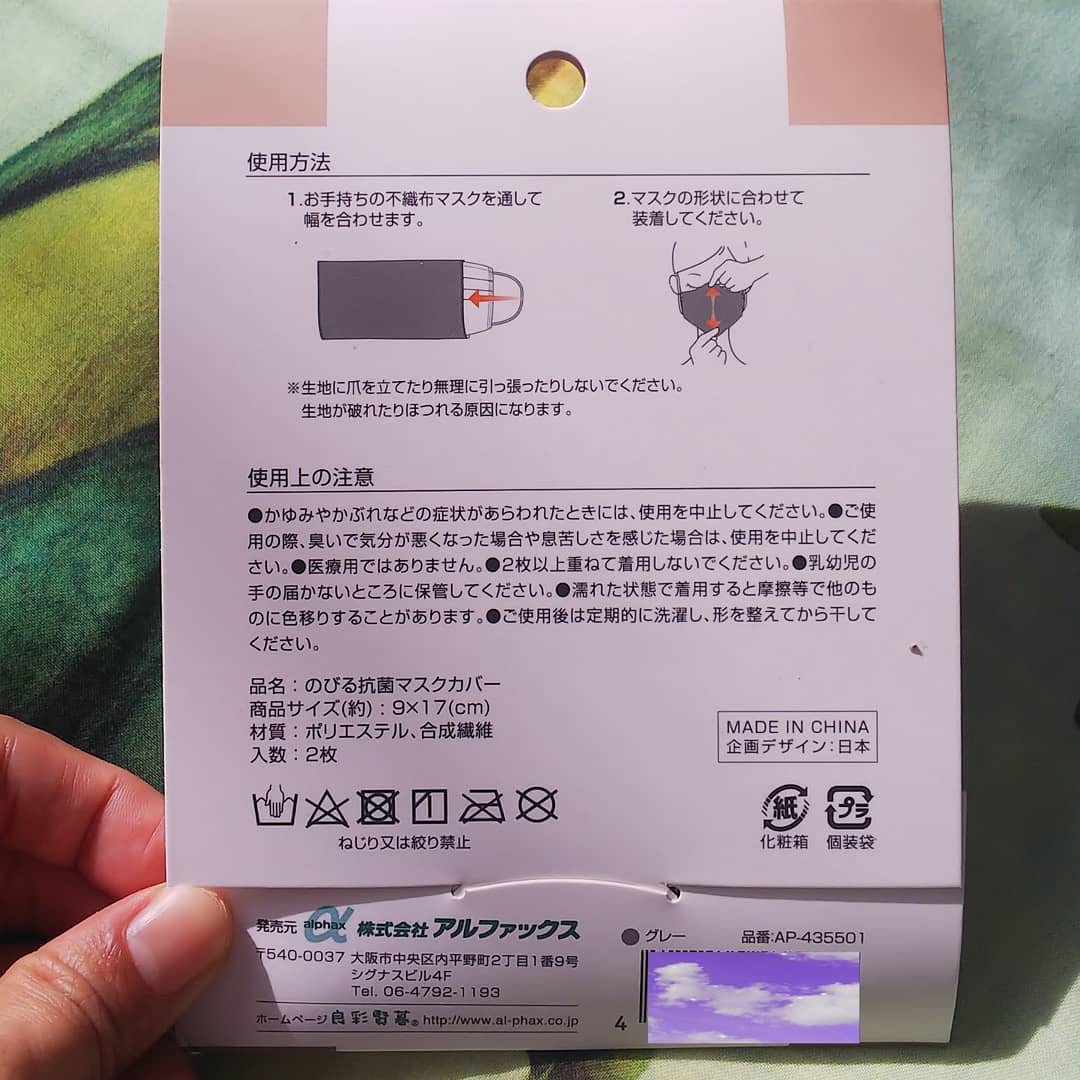 使用方法
1.お手持ちの不織布マスクを通して
幅を合わせます。
2.マスクの形状に合わせて
装着してください。
※生地に爪を立てたり無理に引っ張ったりしないでください。
生地が破れたりほつれる原因になります。
使用上の注意
●かゆみやかぶれなどの症状があらわれたときには、使用を中止してください。●ご使
用の際、臭いで気分が悪くなった場合や息苦しさを感じた場合は、使用を中止してくだ
さい。●医療用ではありません。●2枚以上重ねて着用しないでください。●乳幼児の
手の届かないところに保管してください。●濡れた状態で着用すると摩擦等で他のも
のに色移りすることがあります。●ご使用後は定期的に洗濯し、形を整えてから干して
ください。
品名：のびる抗菌マスクカバー
商品サイズ(約)：9×17(cm)
材質：ポリエステル、合成繊維
入数：2枚
MADE IN CHINA
企画デザイン：日本
ねじり又は絞り禁止
紙
化粧箱
プラ
個装袋
発売元 alphax 株式会社 アルファックス
〒540-0037 大阪市中央区内平野町2丁目1番9号
シグナスビル4F
Tel. 06-4792-1193
ホームページ 良彩賢暮® http://www.al-phax.co.jp
グレー 品番:AP-435501
4